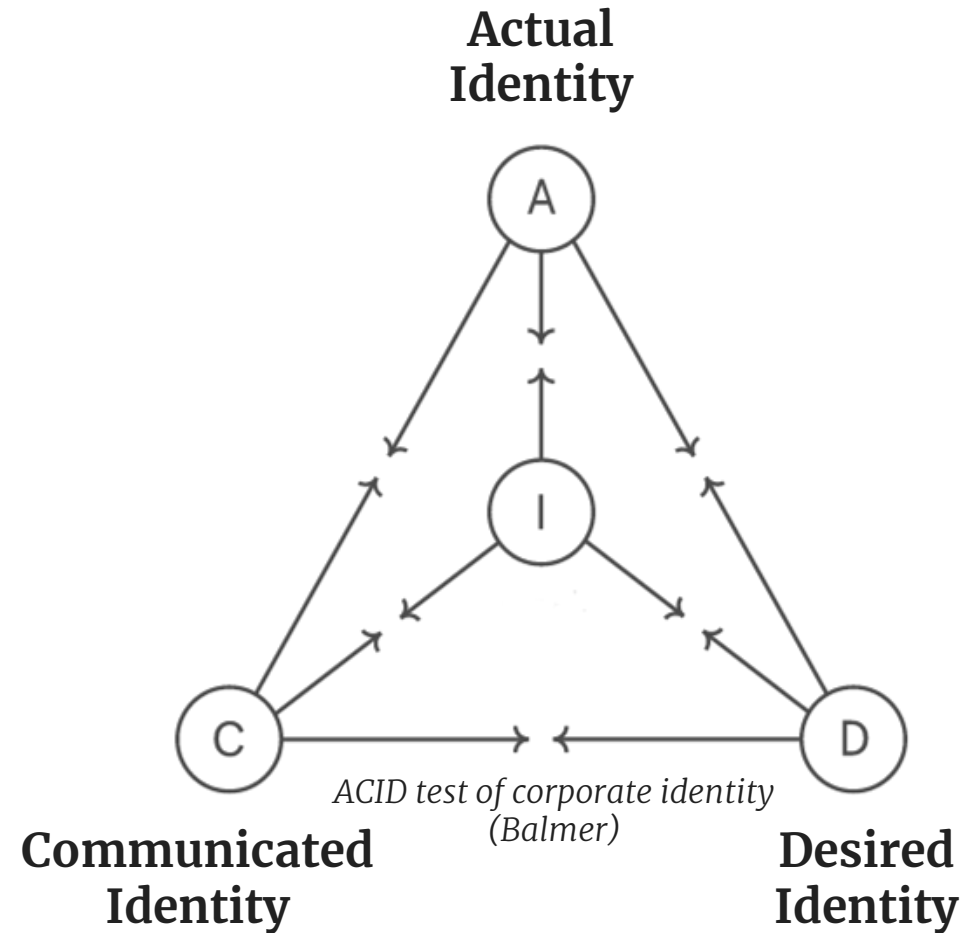 Actual
Identity
A
I
C
D
ACID test of corporate identity
(Balmer)
Communicated
Identity
Desired
Identity